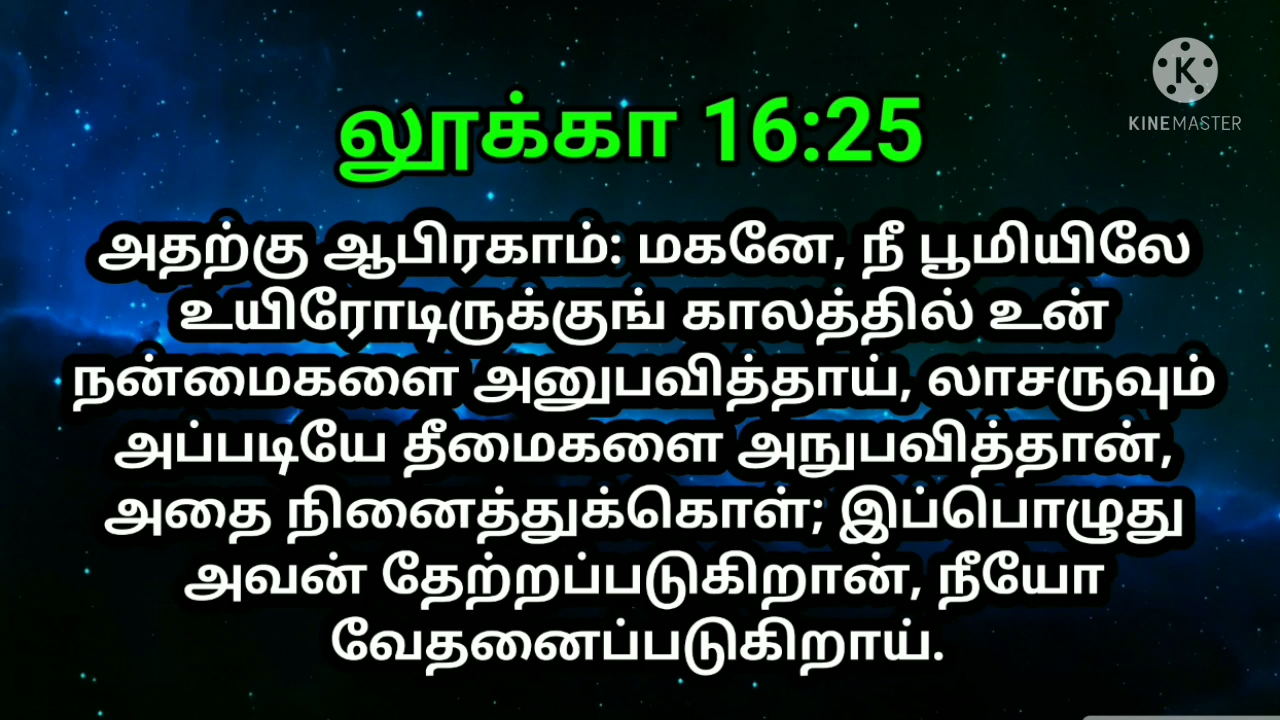 லூக்கா 16:25
K
KINEMASTER
அதற்கு ஆபிரகாம்: மகனே, நீ பூமியிலே
உயிரோடிருக்குங் காலத்தில் உன்
நன்மைகளை அனுபவித்தாய், லாசருவும்
அப்படியே தீமைகளை அநுபவித்தான்,
அதை நினைத்துக்கொள்; இப்பொழுது
அவன் தேற்றப்படுகிறான், நீயோ
வேதனைப்படுகிறாய்.